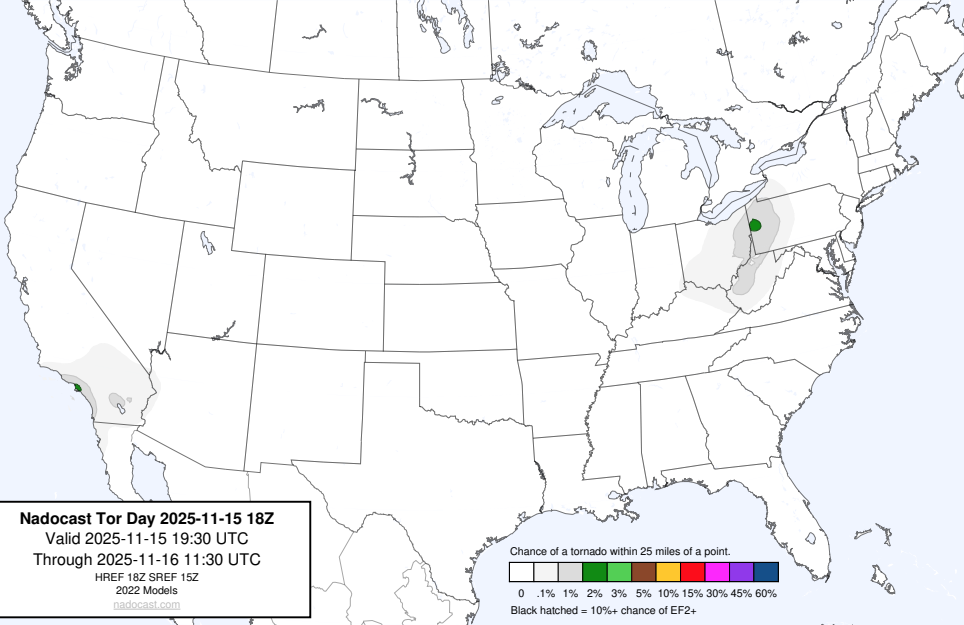 Nadocast Tor Day 2025-11-15 18Z
Valid 2025-11-15 19:30 UTC
Through 2025-11-16 11:30 UTC
HREF 18Z SREF 15Z
2022 Models
nadocast.com
Chance of a tornado within 25 miles of a point.
0 .1% 1% 2% 3% 5% 10% 15% 30% 45% 60%
Black hatched = 10%+ chance of EF2+